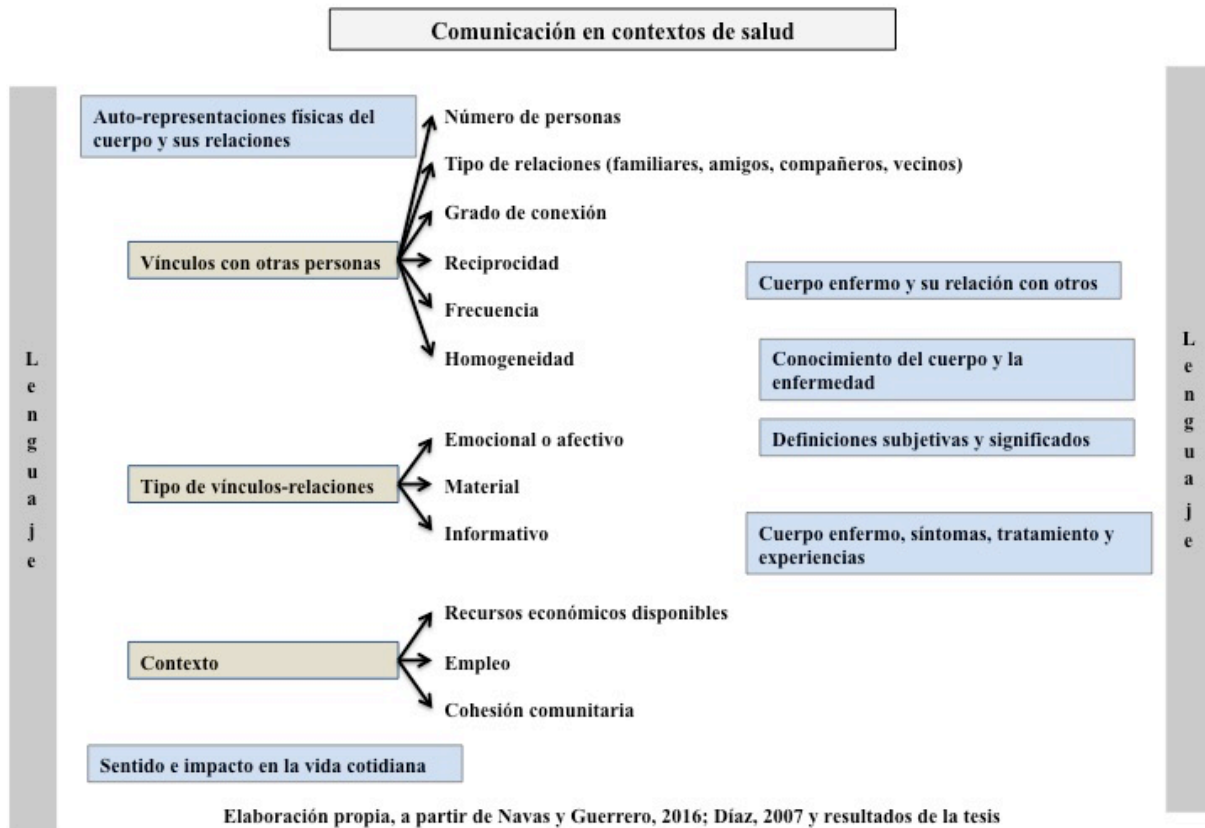 Comunicación en contextos de salud
Auto-representaciones físicas del
cuerpo y sus relaciones
Número de personas
Tipo de relaciones (familiares, amigos, compañeros, vecinos)
Grado de conexión
Vínculos con otras personas
Reciprocidad
Cuerpo enfermo y su relación con otros
Frecuencia
Homogeneidad
Conocimiento del cuerpo y la
enfermedad
Emocional o afectivo
Definiciones subjetivas y significados
Tipo de vínculos-relaciones
Material
Informativo
Cuerpo enfermo, síntomas, tratamiento y
experiencias
Recursos económicos disponibles
Contexto
Empleo
Cohesión comunitaria
Sentido e impacto en la vida cotidiana
Lenguaje
Lenguaje
Elaboración propia, a partir de Navas y Guerrero, 2016; Díaz, 2007 y resultados de la tesis